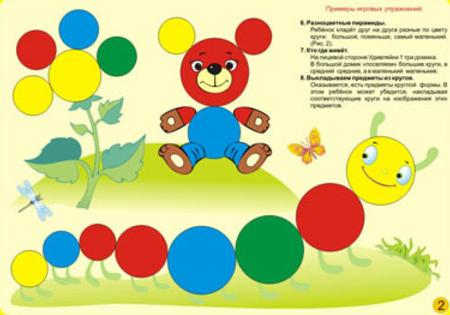 Примеры игровых упражнений
6. Разноцветные пирамиды.
Ребёнок кладёт друг на друга разные по цвету
круги: большой, поменьше, самый маленький.
(Рис. 2).
7. Кто где живёт.
На лицевой стороне Удивляйки 1 три домика.
В большой домик «поселяем» большие круги, в
средний средние, а в маленький маленькие.
8. Выкладываем предметы из кругов.
Оказывается, есть предметы круглой формы. В
этом ребёнок может убедится, накладывая
соответствующие круги на изображения этих
предметов.
2